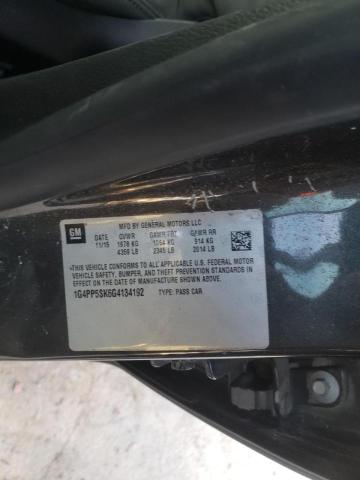 GM
MFD BY GENERAL MOTORS LLC
DATE GVWR GAWR FRT GAWR RR
11/15 1978 KG 1064 KG 914 KG
4359 LB 2345 LB 2014 LB
THIS VEHICLE CONFORMS TO ALL APPLICABLE U.S. FEDERAL MOTOR
VEHICLE SAFETY, BUMPER, AND THEFT PREVENTION STANDARDS IN
EFFECT ON THE DATE OF MANUFACTURE SHOWN ABOVE.
1G4PP5SK6G4134192 TYPE: PASS CAR